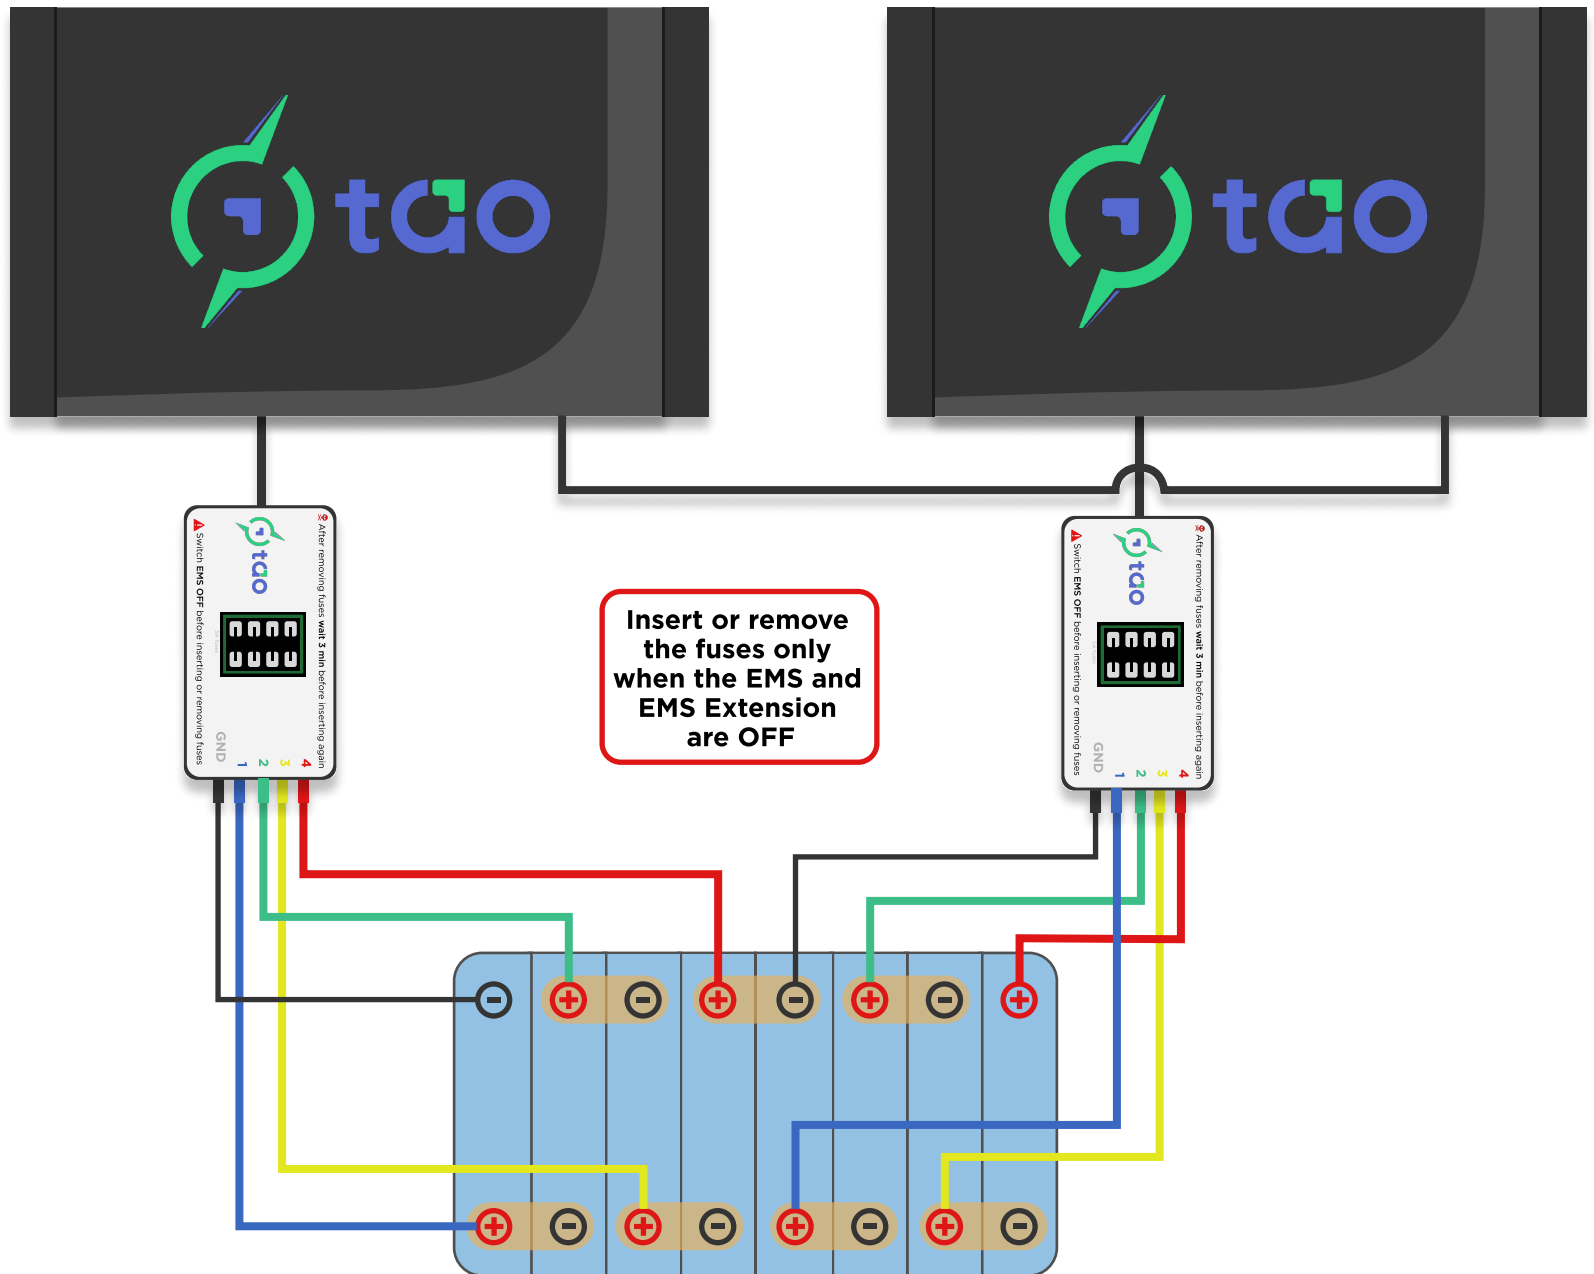 tao
tao
After removing fuses wait 3 min before inserting again
tao
Switch EMS OFF before inserting or removing fuses
GND
1
2
3
4
Insert or remove
the fuses only
when the EMS and
EMS Extension
are OFF
After removing fuses wait 3 min before inserting again
tao
Switch EMS OFF before inserting or removing fuses
GND
1
2
3
4